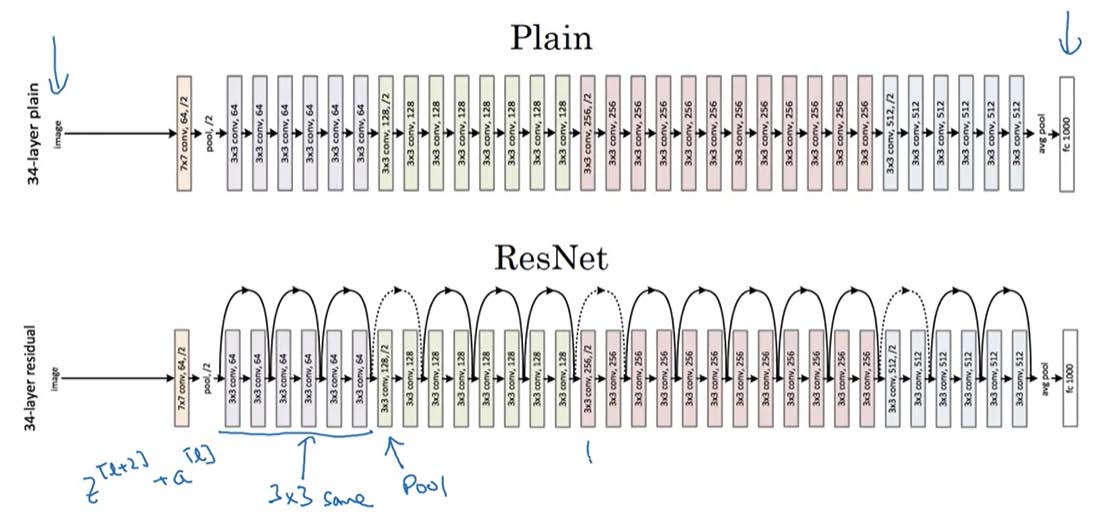 Plain
34-layer plain
image
7x7 conv, 64, /2
pool, /2
3x3 conv, 64
3x3 conv, 64
3x3 conv, 64
3x3 conv, 64
3x3 conv, 64
3x3 conv, 64
3x3 conv, 128, /2
3x3 conv, 128
3x3 conv, 128
3x3 conv, 128
3x3 conv, 128
3x3 conv, 128
3x3 conv, 128
3x3 conv, 128
3x3 conv, 256, /2
3x3 conv, 256
3x3 conv, 256
3x3 conv, 256
3x3 conv, 256
3x3 conv, 256
3x3 conv, 256
3x3 conv, 256
3x3 conv, 256
3x3 conv, 256
3x3 conv, 256
3x3 conv, 256
3x3 conv, 512, /2
3x3 conv, 512
3x3 conv, 512
3x3 conv, 512
3x3 conv, 512
3x3 conv, 512
avg pool
fc 1000
ResNet
34-layer residual
image
7x7 conv, 64, /2
pool, /2
3x3 conv, 64
3x3 conv, 64
3x3 conv, 64
3x3 conv, 64
3x3 conv, 64
3x3 conv, 64
3x3 conv, 128, /2
3x3 conv, 128
3x3 conv, 128
3x3 conv, 128
3x3 conv, 128
3x3 conv, 128
3x3 conv, 128
3x3 conv, 128
3x3 conv, 256, /2
3x3 conv, 256
3x3 conv, 256
3x3 conv, 256
3x3 conv, 256
3x3 conv, 256
3x3 conv, 256
3x3 conv, 256
3x3 conv, 256
3x3 conv, 256
3x3 conv, 256
3x3 conv, 256
3x3 conv, 512, /2
3x3 conv, 512
3x3 conv, 512
3x3 conv, 512
3x3 conv, 512
3x3 conv, 512
avg pool
fc 1000
z[l+2] + a[l]
3x3 same
Pool